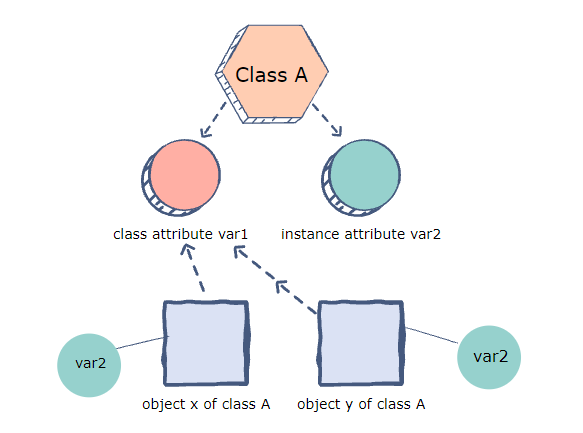 Class A
class attribute var1
instance attribute var2
var2
var2
object x of class A
object y of class A